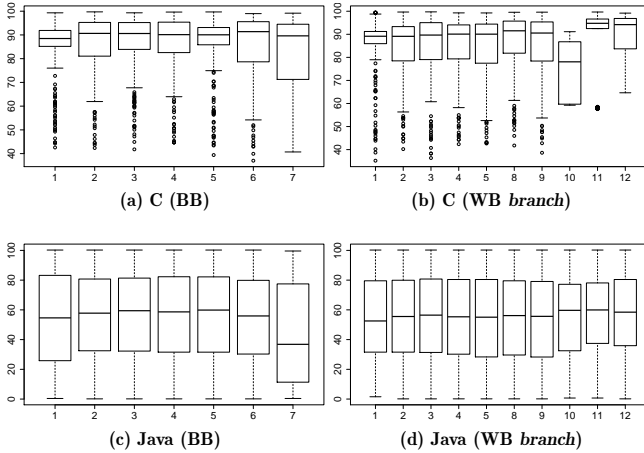 40 50 60 70 80 90 100
1 2 3 4 5 6 7
(a) C (BB)
40 50 60 70 80 90 100
1 2 3 4 5 8 9 10 11 12
(b) C (WB branch)
0 20 40 60 80 100
1 2 3 4 5 6 7
(c) Java (BB)
0 20 40 60 80 100
1 2 3 4 5 8 9 10 11 12
(d) Java (WB branch)